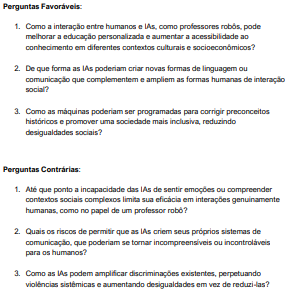 Perguntas Favoráveis:
1. Como a interação entre humanos e IAs, como professores robôs, pode
melhorar a educação personalizada e aumentar a acessibilidade ao
conhecimento em diferentes contextos culturais e socioeconômicos?
2. De que forma as IAs poderiam criar novas formas de linguagem ou
comunicação que complementem e ampliem as formas humanas de interação
social?
3. Como as máquinas poderiam ser programadas para corrigir preconceitos
históricos e promover uma sociedade mais inclusiva, reduzindo
desigualdades sociais?
Perguntas Contrárias:
1. Até que ponto a incapacidade das IAs de sentir emoções ou compreender
contextos sociais complexos limita sua eficácia em interações genuinamente
humanas, como no papel de um professor robô?
2. Quais os riscos de permitir que as IAs criem seus próprios sistemas de
comunicação, que poderiam se tornar incompreensíveis ou incontroláveis
para os humanos?
3. Como as IAs podem amplificar discriminações existentes, perpetuando
violências sistêmicas e aumentando desigualdades em vez de reduzi-las?